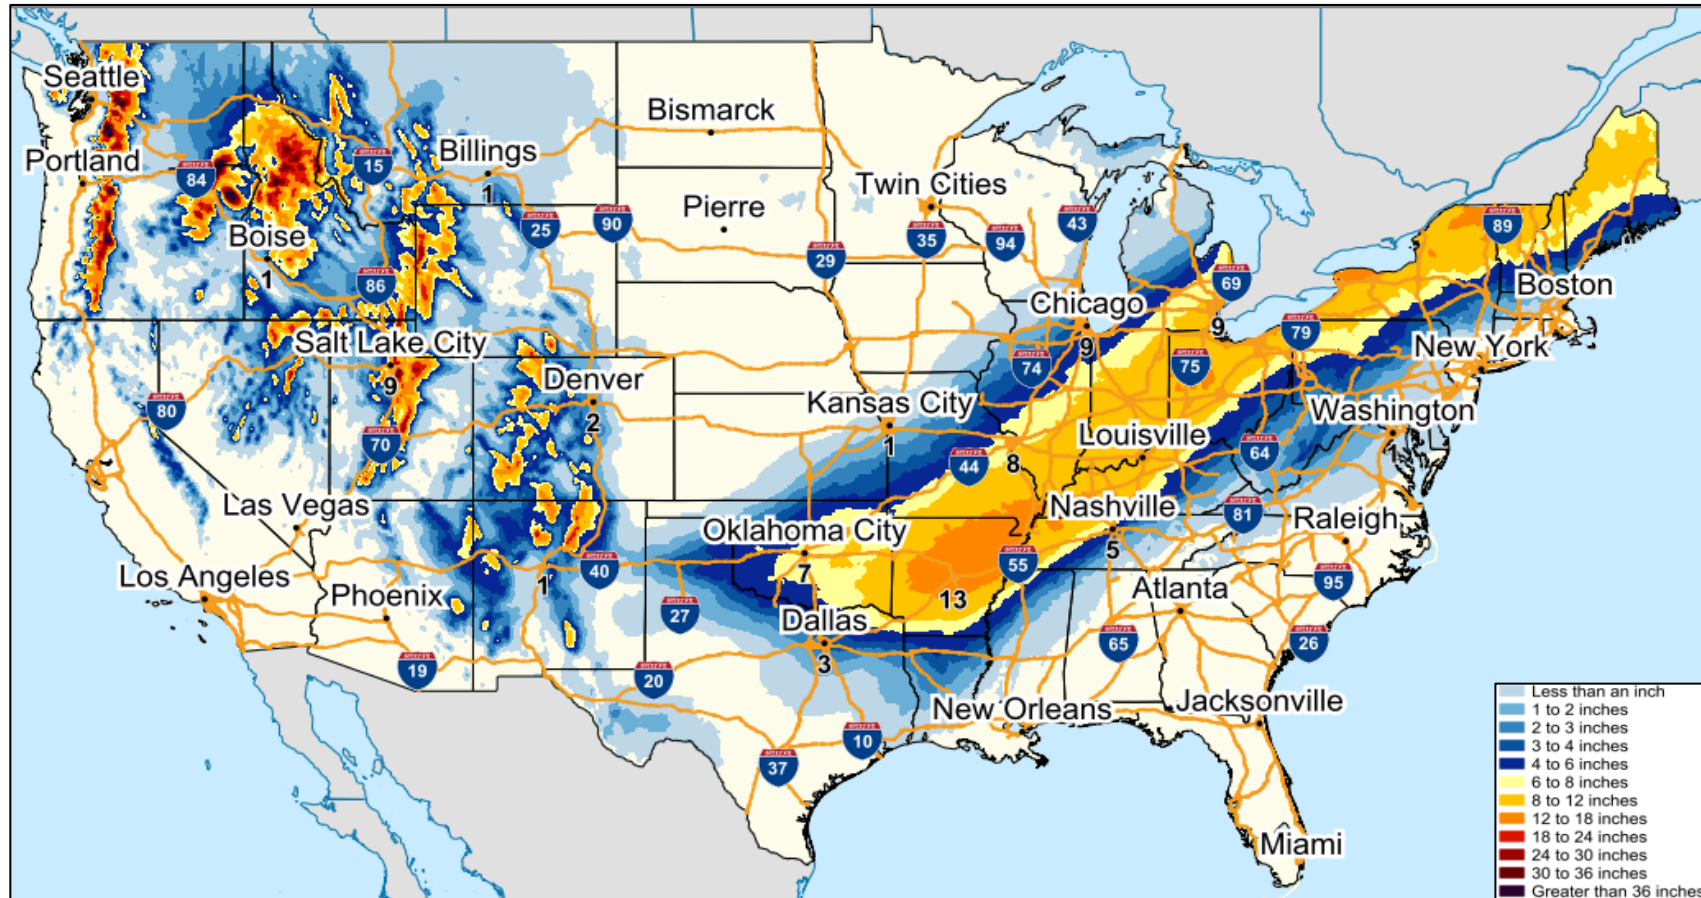 Seattle
Bismarck
Portland
Billings
84
15
1
Twin Cities
Pierre
25
90
35
94
43
89
29
Boise
1
86
69
Boston
Chicago
9
79
Salt Lake City
9
9
74
75
New York
Denver
2
80
Kansas City
1
Washington
1
70
Louisville
64
44
8
Las Vegas
Nashville
5
81
Raleigh
Oklahoma City
7
Los Angeles
1
40
55
95
Phoenix
13
Atlanta
27
Dallas
3
65
26
19
20
New Orleans
Jacksonville
10
37
Miami
Less than an inch
1 to 2 inches
2 to 3 inches
3 to 4 inches
4 to 6 inches
6 to 8 inches
8 to 12 inches
12 to 18 inches
18 to 24 inches
24 to 30 inches
30 to 36 inches
Greater than 36 inches